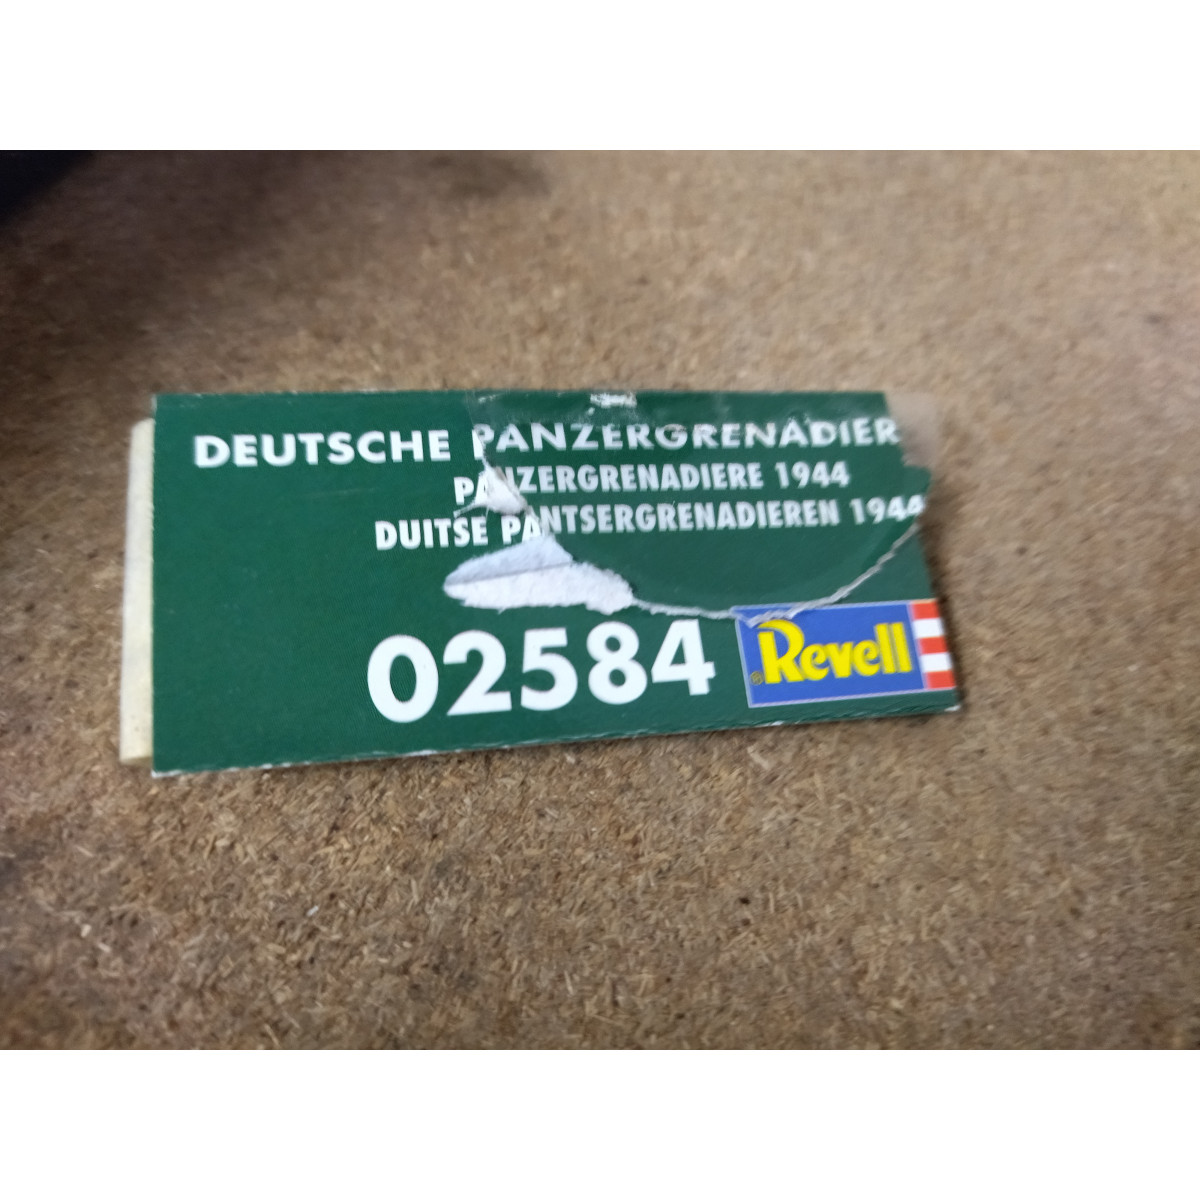 DEUTSCHE PANZERGRENADIER
PANZERGRENADIERE 1944
DUITSE PANTSERGRENADIEREN 1944
02584
® Revell